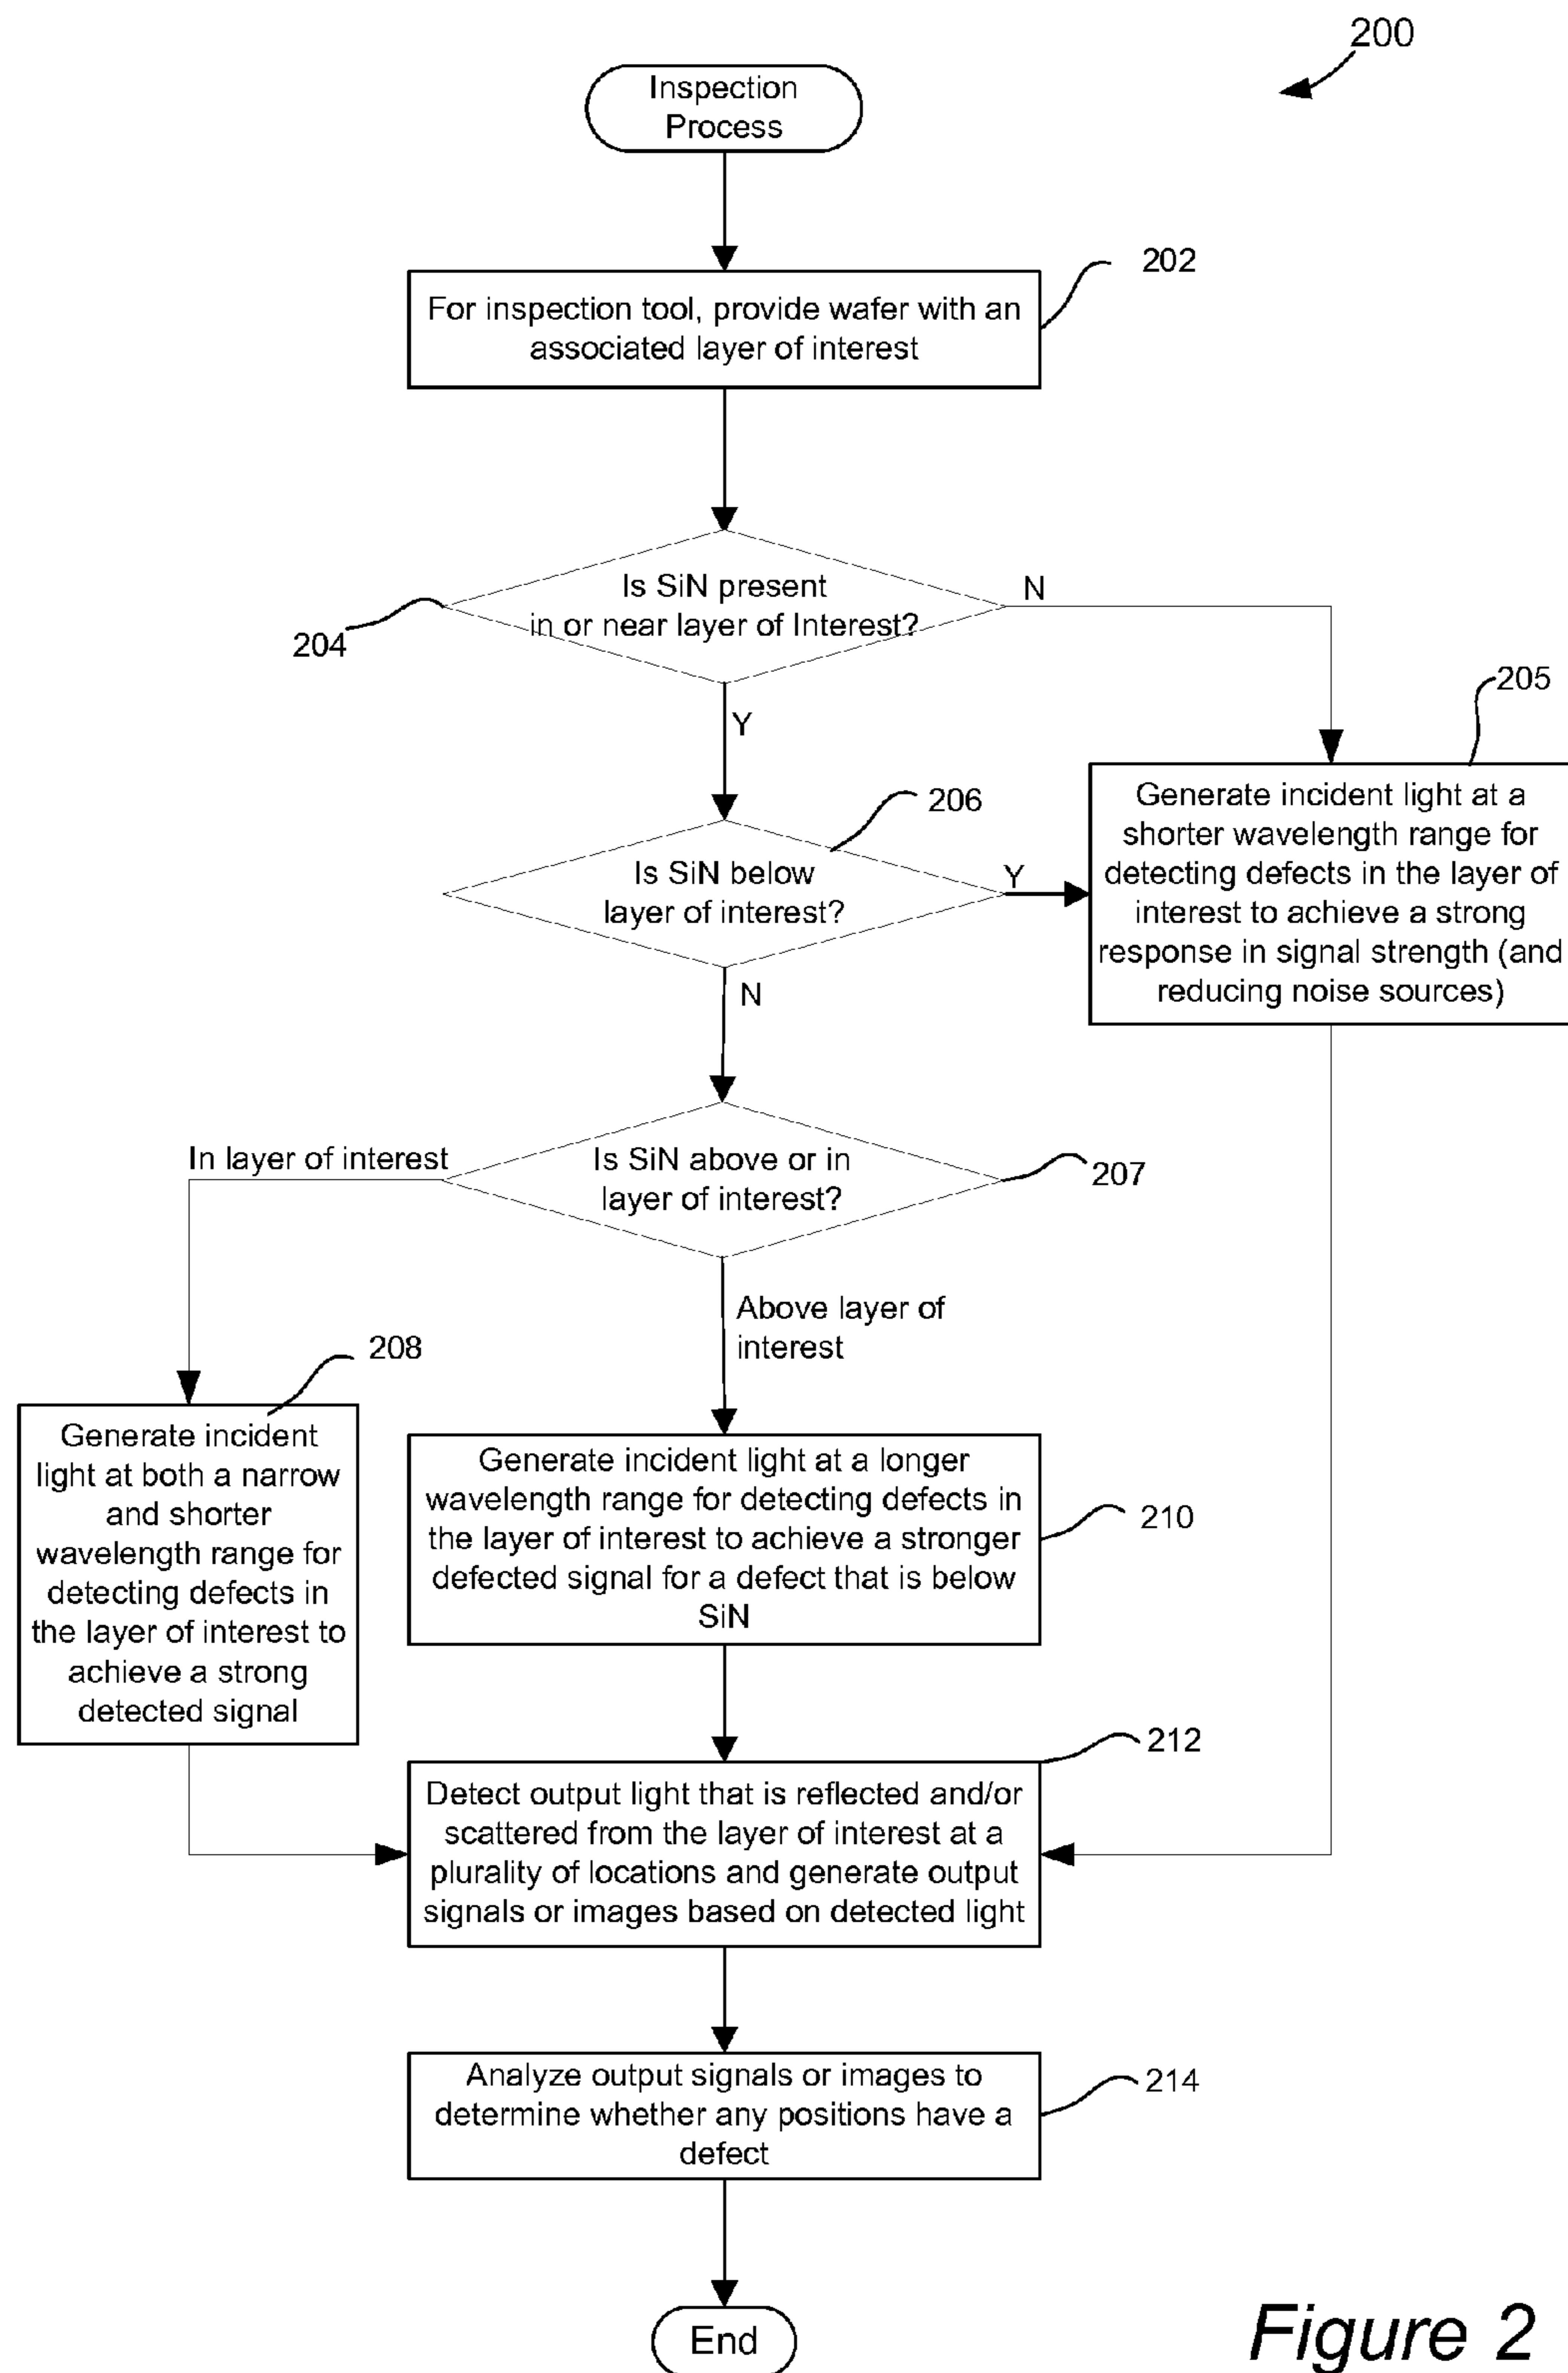 200
Inspection
Process
202
For inspection tool, provide wafer with an
associated layer of interest
204
Is SiN present
in or near layer of Interest?
N
Y
205
Generate incident light at a
shorter wavelength range for
detecting defects in the layer of
interest to achieve a strong
response in signal strength (and
reducing noise sources)
206
Is SiN below
layer of interest?
Y
N
In layer of interest
Is SiN above or in
layer of interest?
207
Above layer of
interest
208
Generate incident
light at both a narrow
and shorter
wavelength range for
detecting defects in
the layer of interest to
achieve a strong
detected signal
Generate incident light at a longer
wavelength range for detecting defects in
the layer of interest to achieve a stronger
defected signal for a defect that is below
SiN
210
212
Detect output light that is reflected and/or
scattered from the layer of interest at a
plurality of locations and generate output
signals or images based on detected light
Analyze output signals or images to
determine whether any positions have a
defect
214
End
Figure 2